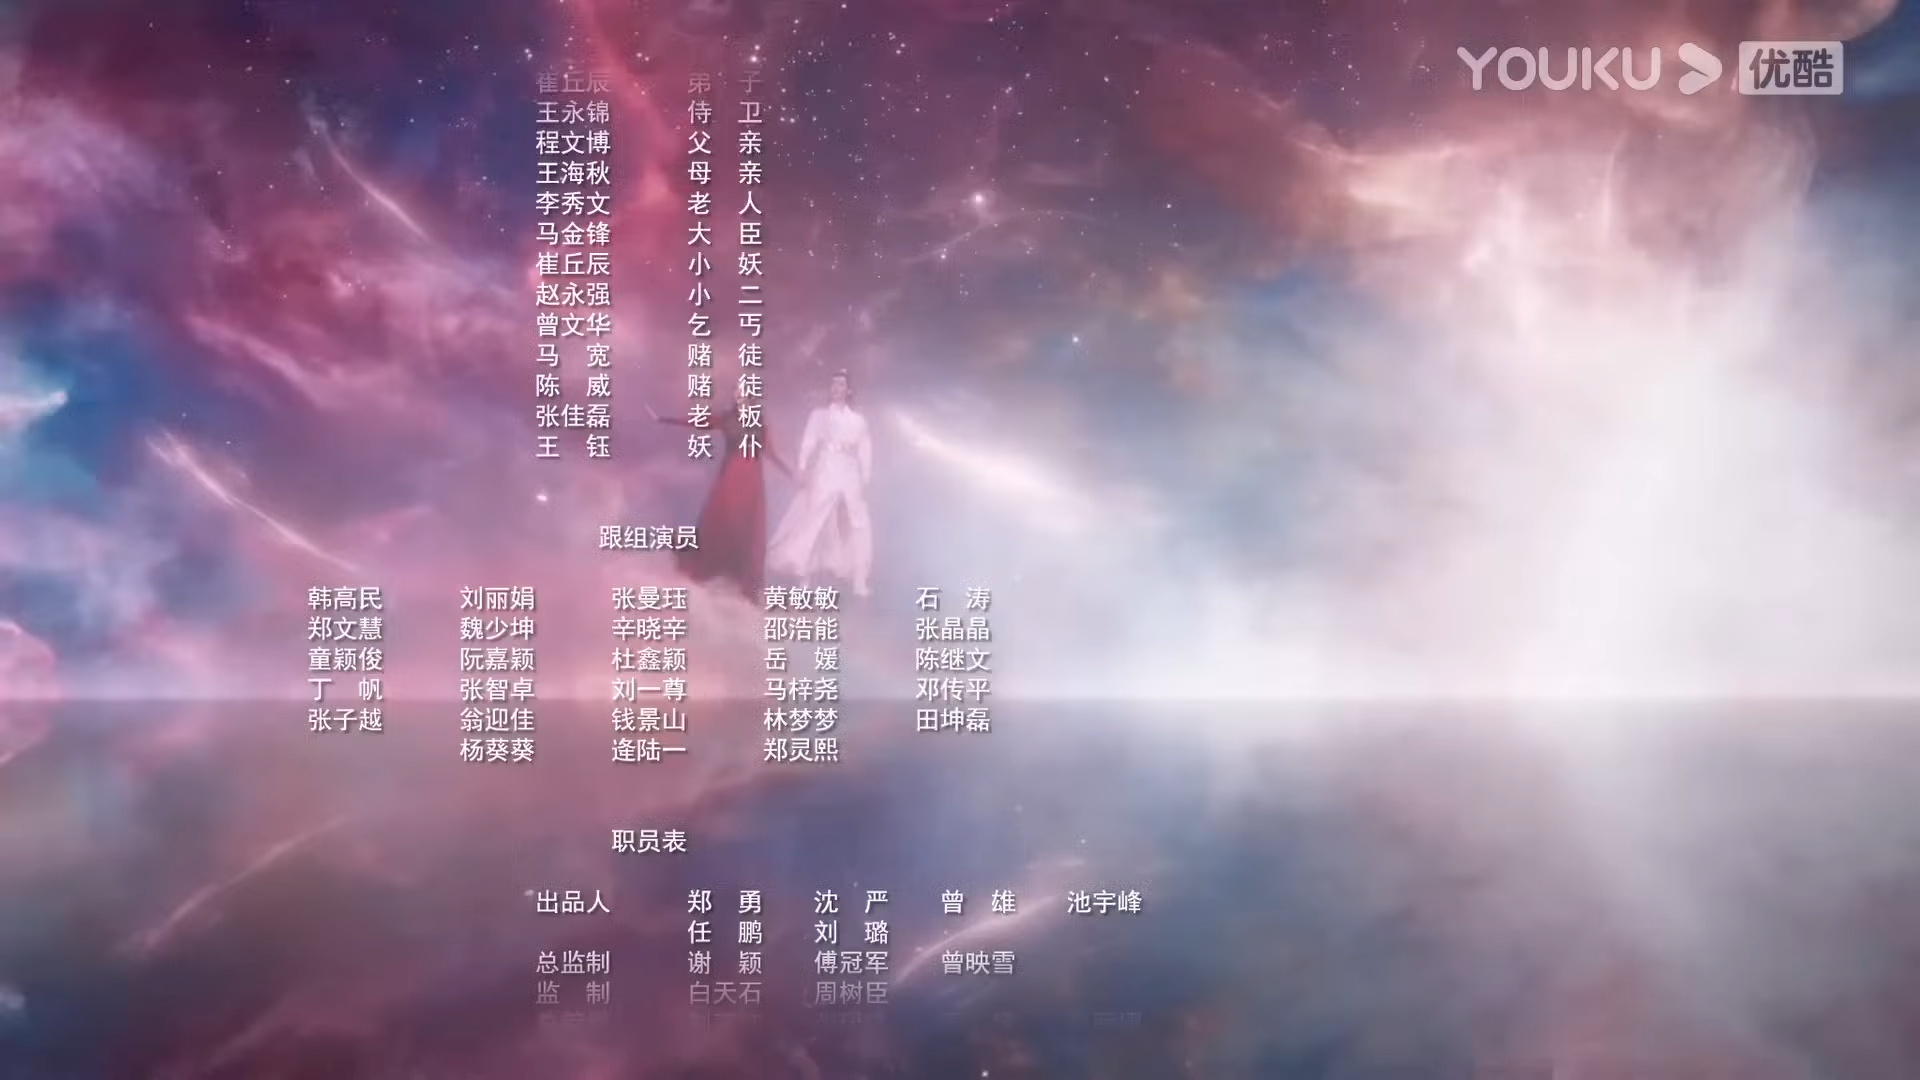 YOUKU 优酷
崔丘辰 弟 子
王永锦 侍 卫
程文博 父 亲
王海秋 母 亲
李秀文 老 人
马金锋 大 臣
崔丘辰 小 妖
赵永强 小 二
曾文华 乞 丐
马 宽 赌 徒
陈 威 赌 徒
张佳磊 老 板
王 钰 妖 仆
跟组演员
韩高民 刘丽娟 张曼玨 黄敏敏 石 涛
郑文慧 魏少坤 辛晓辛 邵浩能 张晶晶
童颖俊 阮嘉颖 杜鑫颖 岳 媛 陈继文
丁 帆 张智卓 刘一尊 马梓尧 邓传平
张子越 翁迎佳 钱景山 林梦梦 田坤磊
杨葵葵 逄陆一 郑灵熙
职员表
出品人 郑 勇 沈 严 曾 雄 池宇峰
任 鹏 刘 璐
总监制 谢 颖 傅冠军 曾映雪
监 制 白天石 周树臣